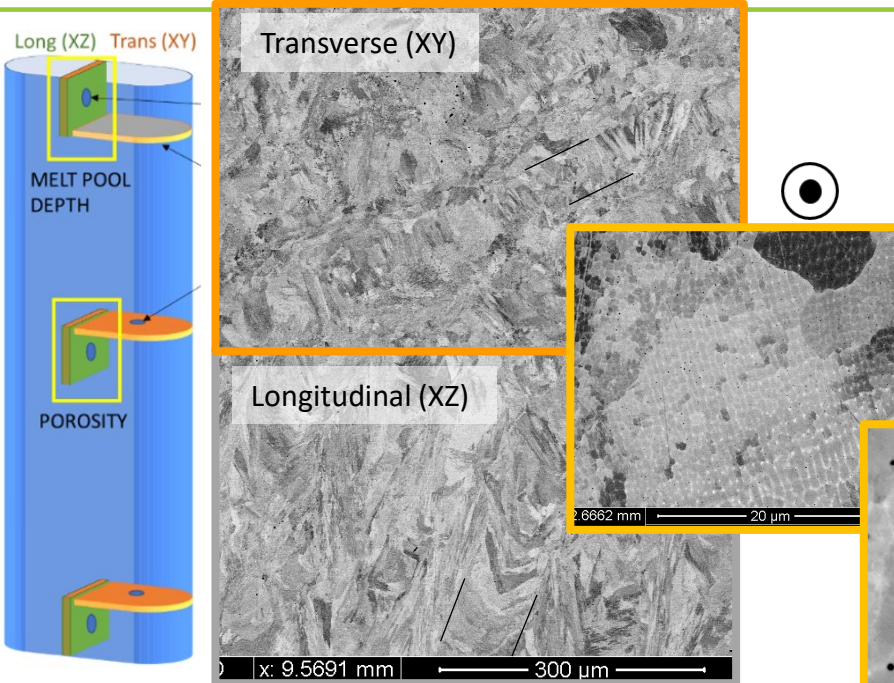 Long (XZ) Trans (XY)
MELT POOL
DEPTH
POROSITY
Transverse (XY)
Longitudinal (XZ)
2.6662 mm
20 µm
x: 9.5691 mm
300 µm